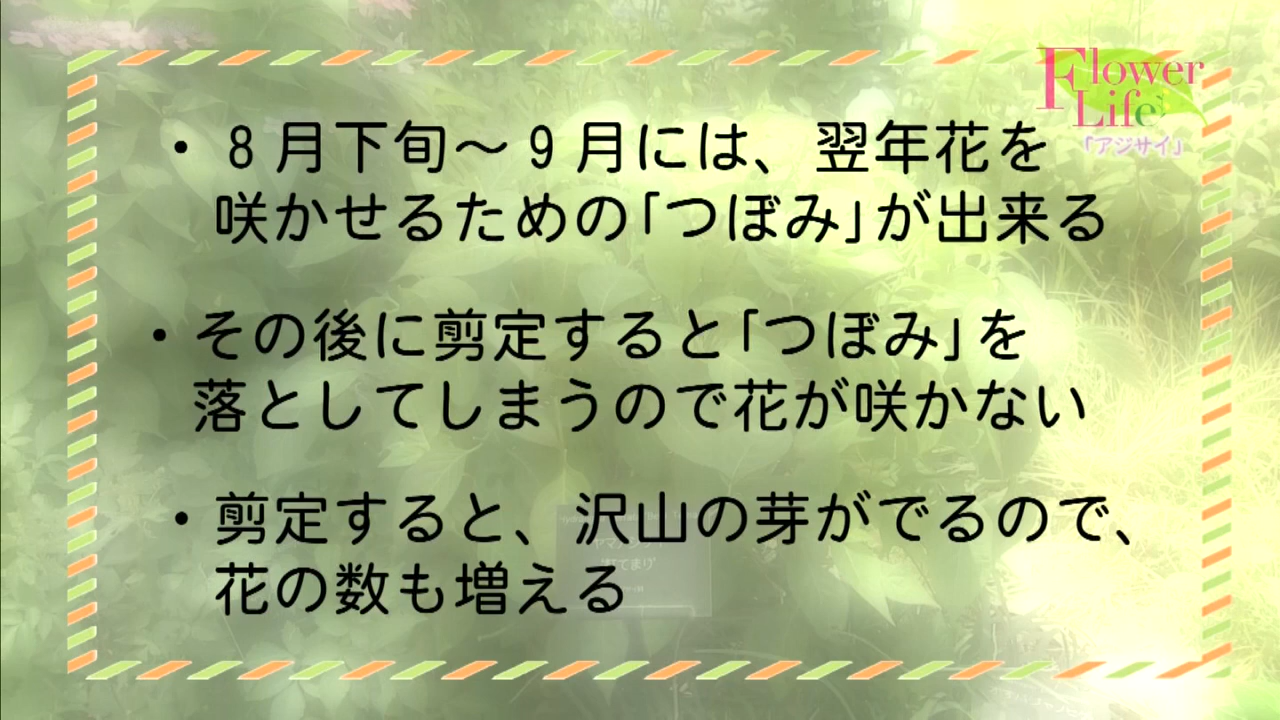 Flower
Life
「アジサイ」
・８月下旬～９月には、翌年花を
咲かせるための「つぼみ」が出来る
・その後に剪定すると「つぼみ」を
落としてしまうので花が咲かない
・剪定すると、沢山の芽がでるので、
花の数も増える